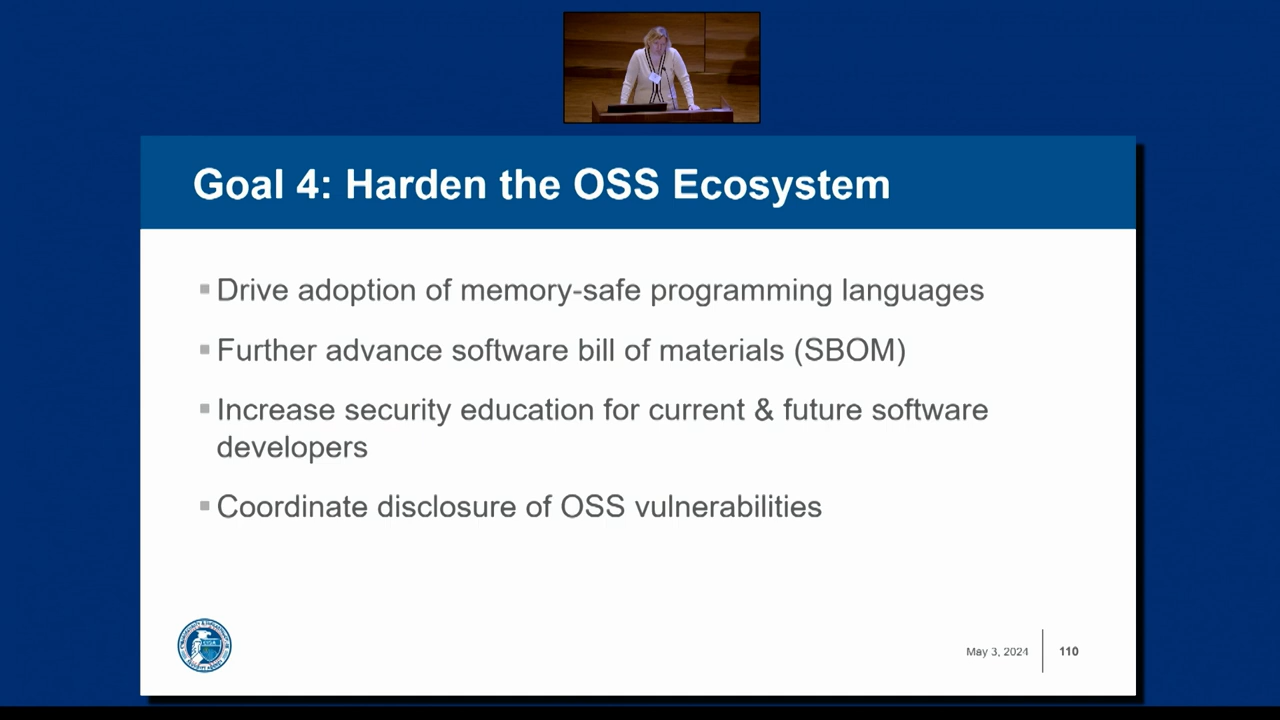 Goal 4: Harden the OSS Ecosystem
Drive adoption of memory-safe programming languages
Further advance software bill of materials (SBOM)
Increase security education for current & future software
developers
Coordinate disclosure of OSS vulnerabilities
May 3, 2024
110